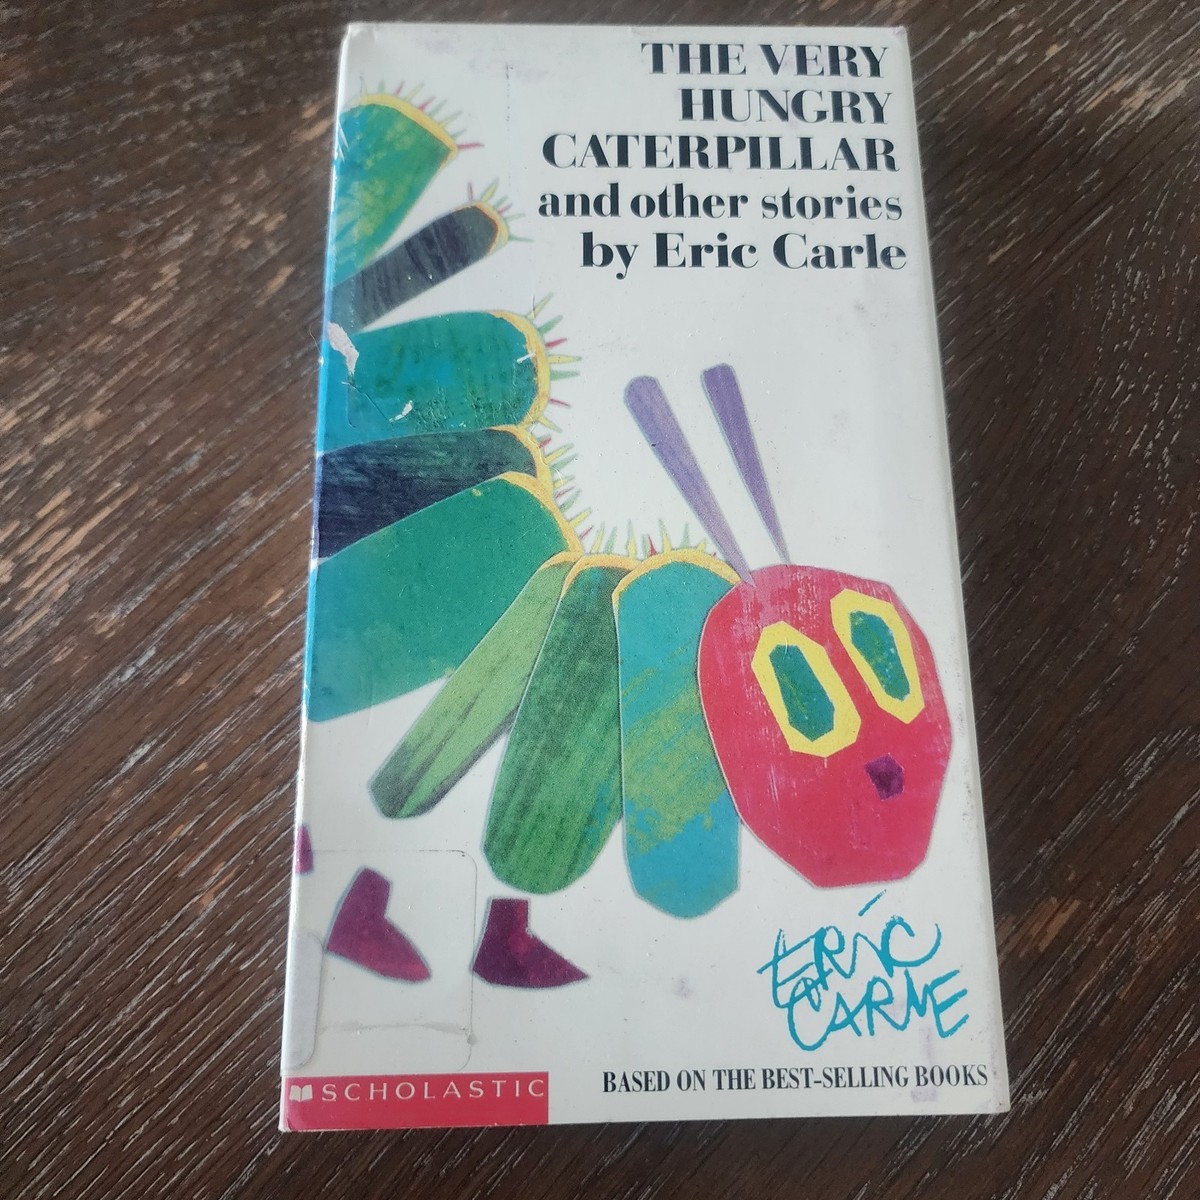 THE VERY
HUNGRY
CATERPILLAR
and other stories
by Eric Carle
ERIC
CARLE
SCHOLASTIC
BASED ON THE BEST-SELLING BOOKS